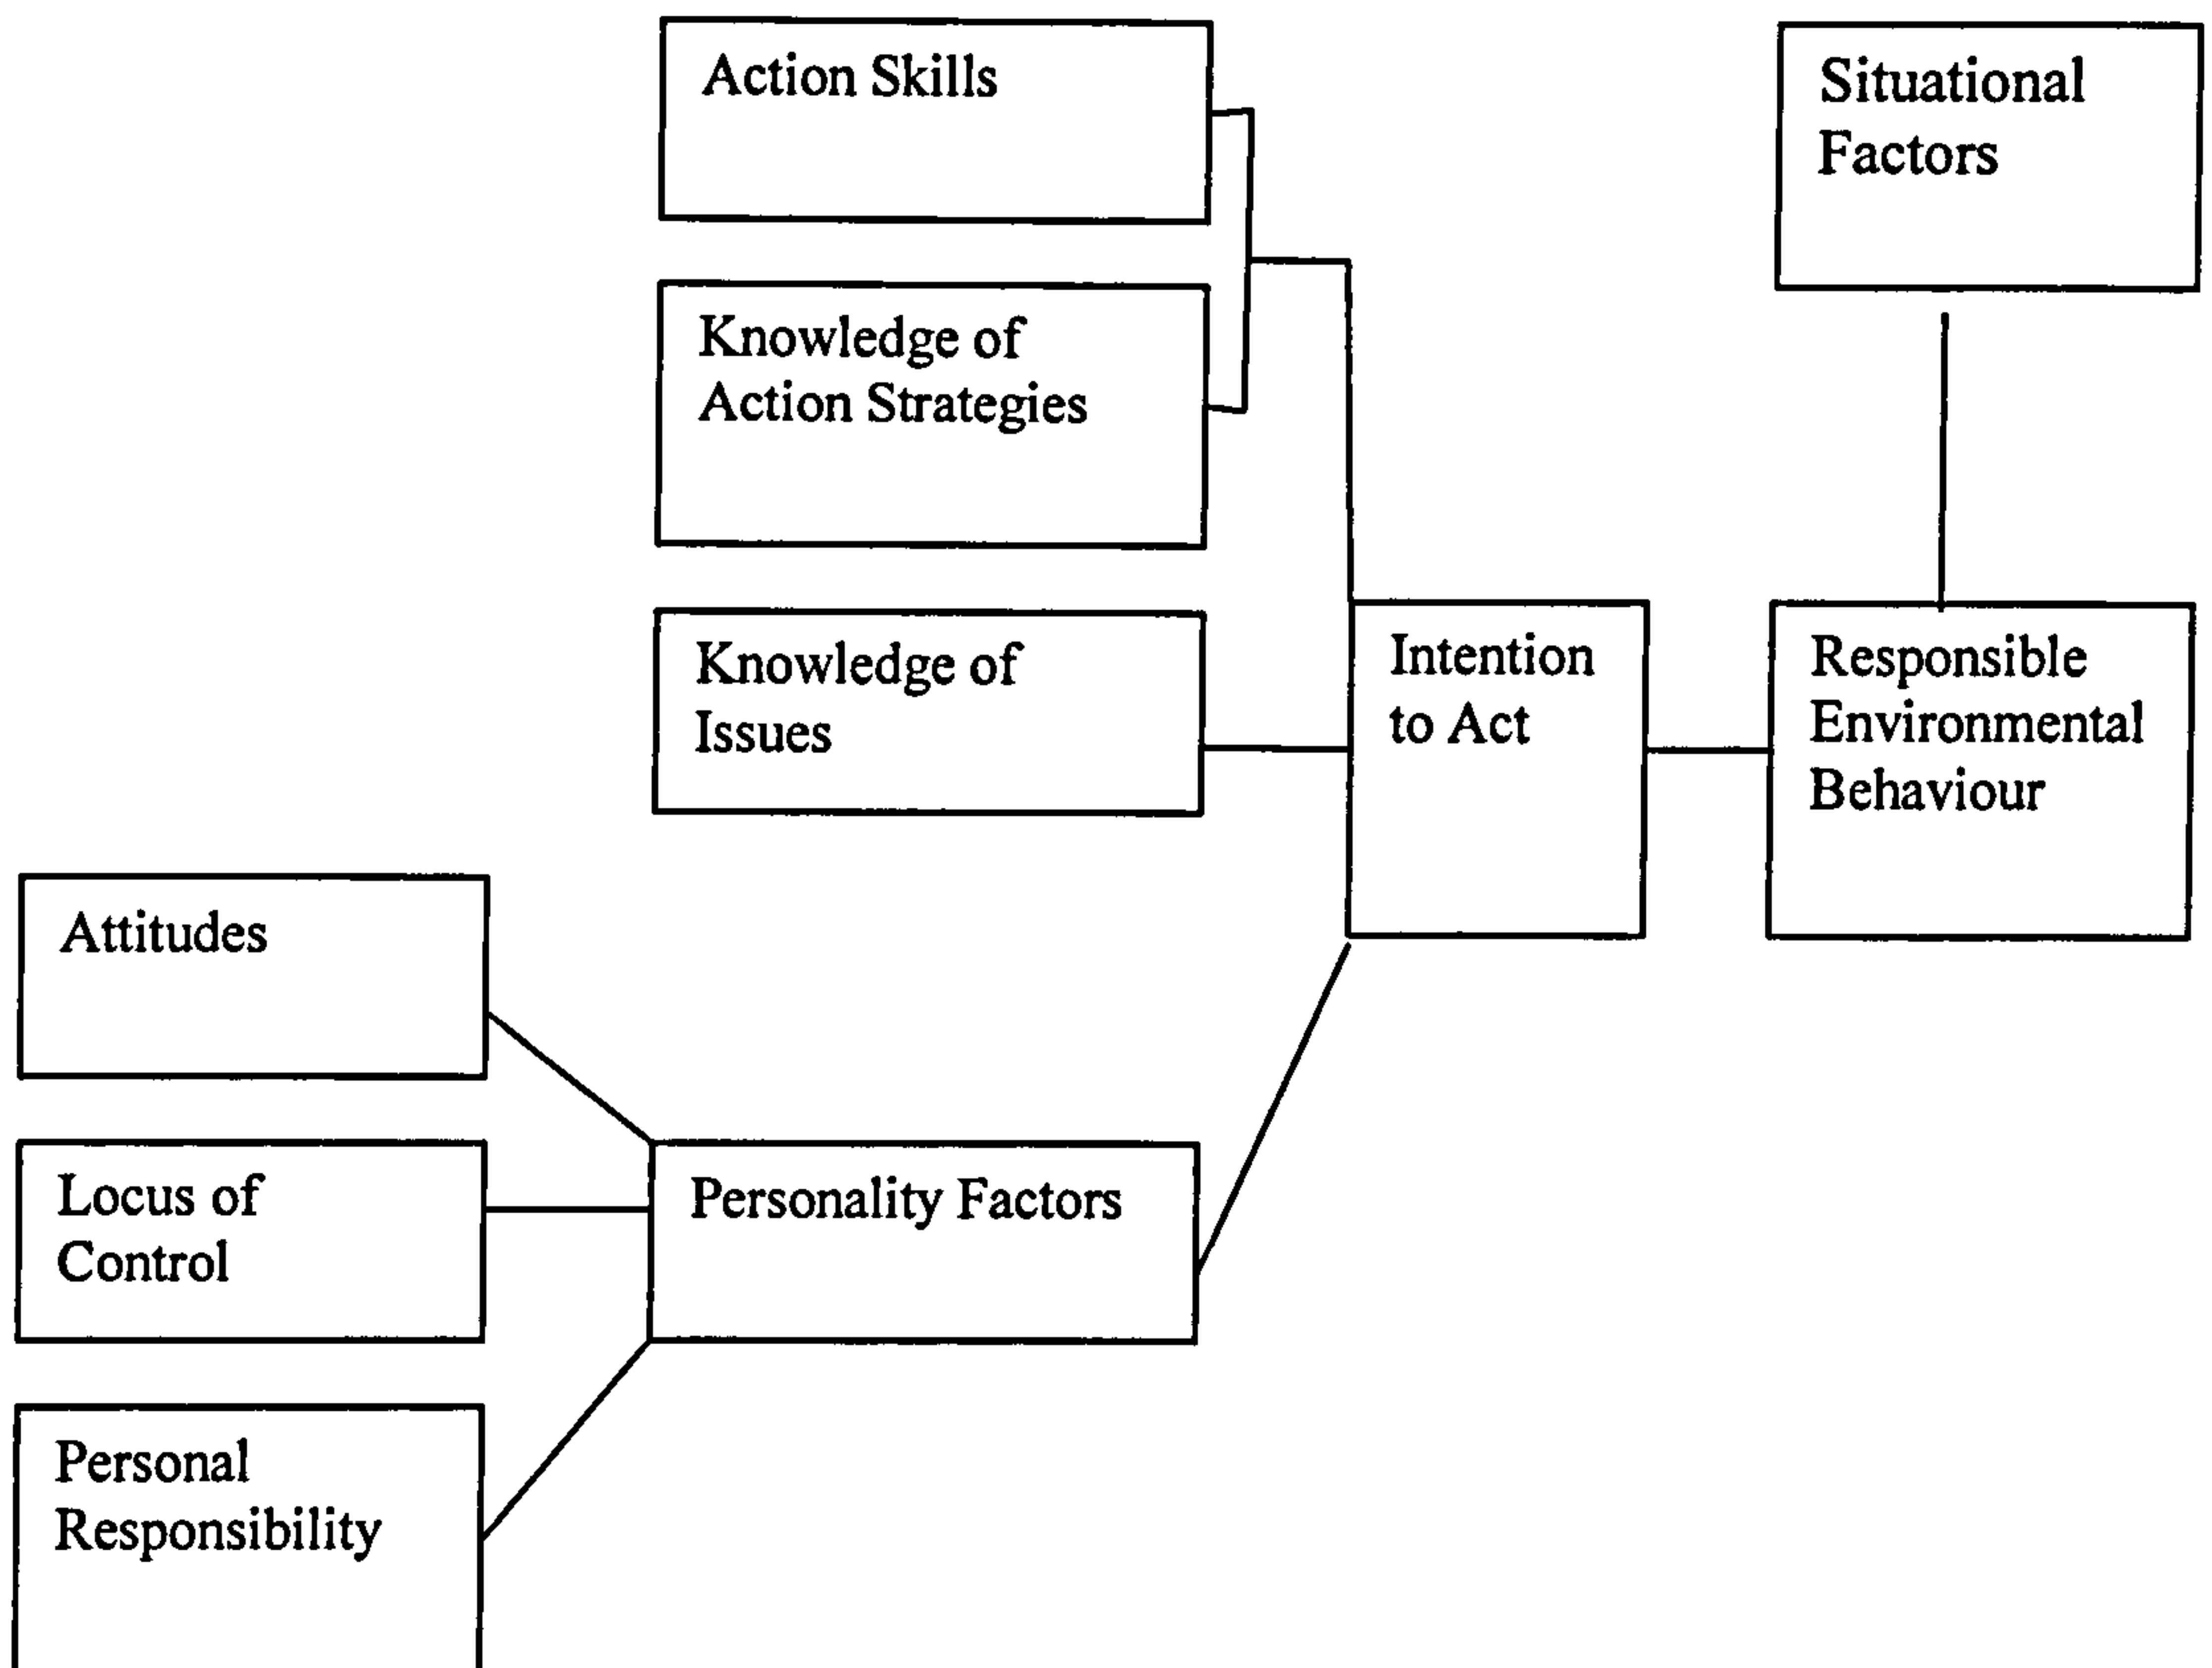 Action Skills
Situational
Factors
Knowledge of
Action Strategies
Knowledge of
Issues
Intention
to Act
Responsible
Environmental
Behaviour
Attitudes
Locus of
Control
Personality Factors
Personal
Responsibility